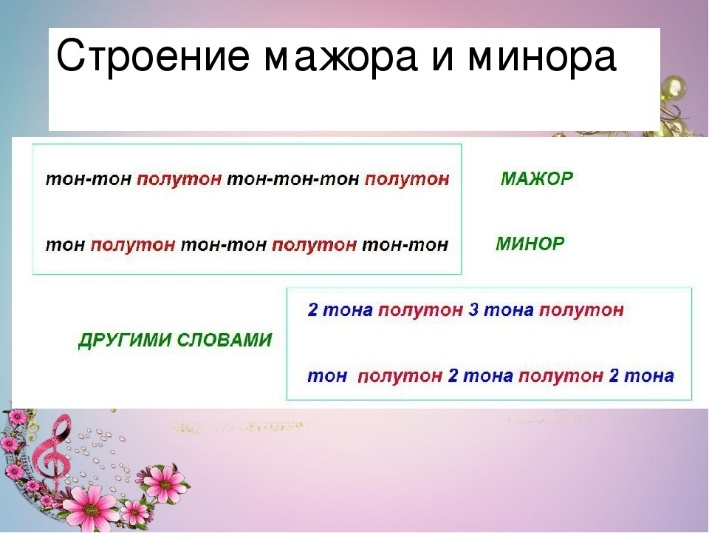 Строение мажора и минора
тон-тон полутон тон-тон-тон полутон МАЖОР
тон полутон тон-тон полутон тон-тон МИНОР
2 тона полутон 3 тона полутон
ДРУГИМИ СЛОВАМИ
тон полутон 2 тона полутон 2 тона